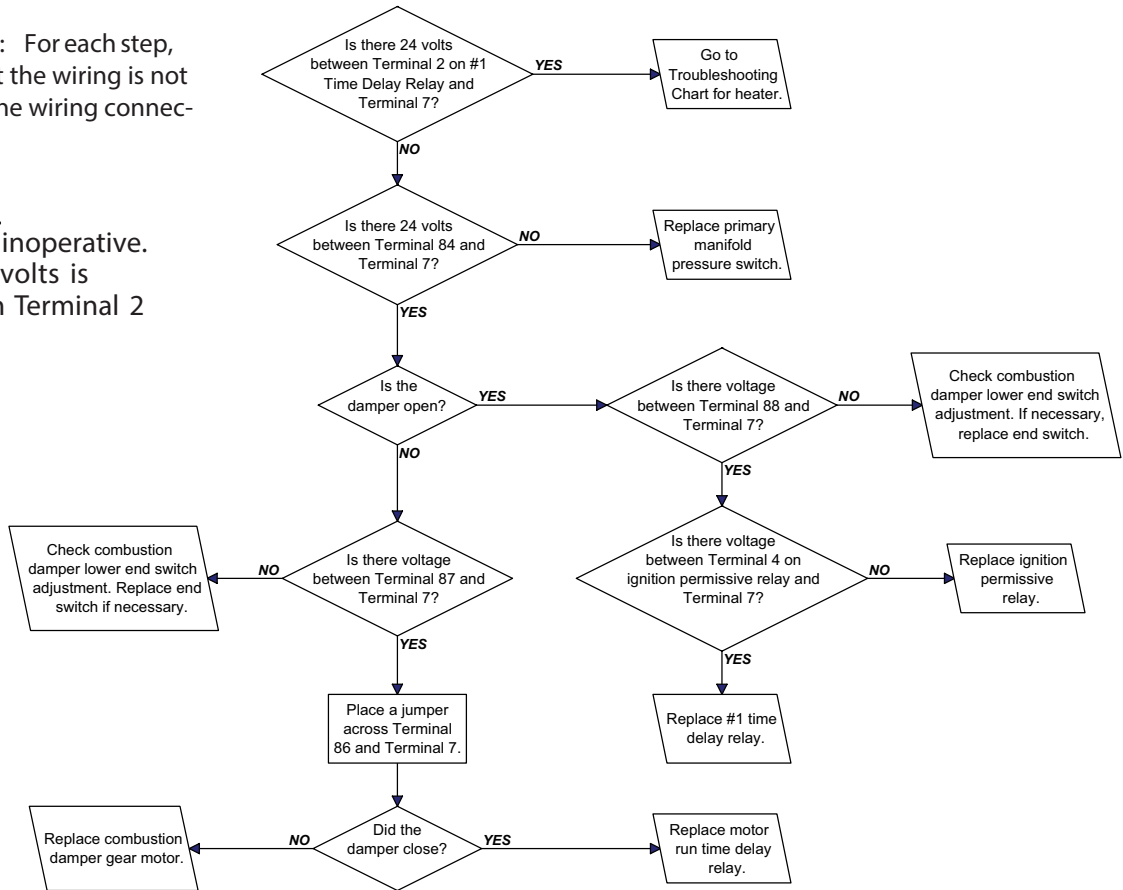 : For each step,
t the wiring is not
ne wiring connec-
inoperative.
volts is
n Terminal 2
Is there 24 volts
between Terminal 2 on #1
Time Delay Relay and
Terminal 7?
YES
Go to
Troubleshooting
Chart for heater.
NO
Is there 24 volts
between Terminal 84 and
Terminal 7?
NO
Replace primary
manifold
pressure switch.
YES
Is the
damper open?
YES
Is there voltage
between Terminal 88 and
Terminal 7?
NO
Check combustion
damper lower end switch
adjustment. If necessary,
replace end switch.
NO
YES
Check combustion
damper lower end switch
adjustment. Replace end
switch if necessary.
NO
Is there voltage
between Terminal 87 and
Terminal 7?
Is there voltage
between Terminal 4 on
ignition permissive relay and
Terminal 7?
NO
Replace ignition
permissive
relay.
YES
YES
Place a jumper
across Terminal
86 and Terminal 7.
Replace #1 time
delay relay.
Replace combustion
damper gear motor.
NO
Did the
damper close?
YES
Replace motor
run time delay
relay.